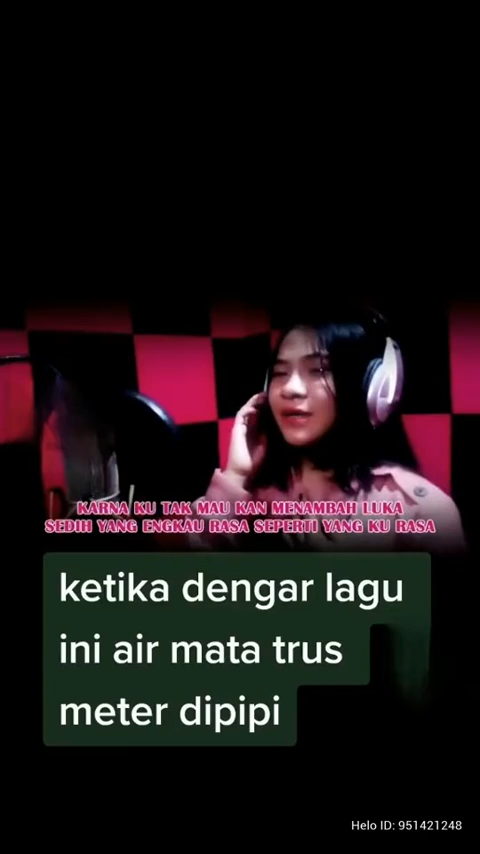 KARNA KU TAK MAU KAN MENAMBAH LUKA
SEDIH YANG ENGKAU RASA SEPERTI YANG KU RASA
ketika dengar lagu
ini air mata trus
meter dipipi
Helo ID: 951421248